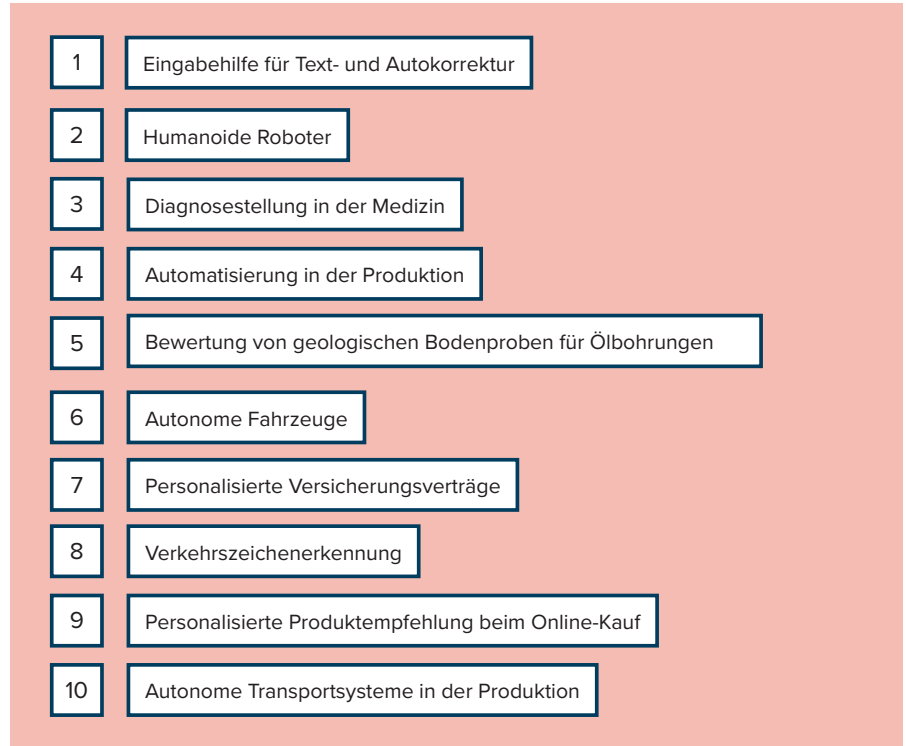 1 Eingabehilfe für Text- und Autokorrektur
2 Humanoide Roboter
3 Diagnosestellung in der Medizin
4 Automatisierung in der Produktion
5 Bewertung von geologischen Bodenproben für Ölbohrungen
6 Autonome Fahrzeuge
7 Personalisierte Versicherungsverträge
8 Verkehrszeichenerkennung
9 Personalisierte Produktempfehlung beim Online-Kauf
10 Autonome Transportsysteme in der Produktion